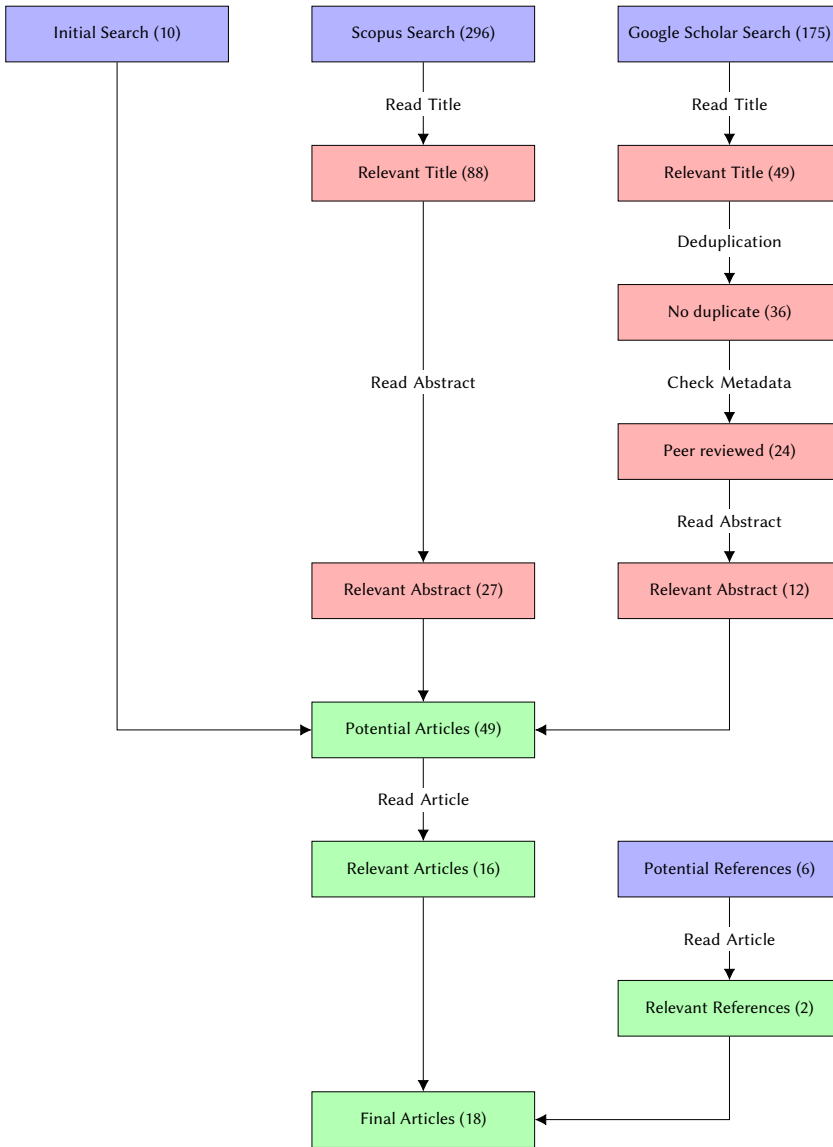 Initial Search (10)
Scopus Search (296)
Google Scholar Search (175)
Read Title
Read Title
Relevant Title (88)
Relevant Title (49)
Deduplication
No duplicate (36)
Read Abstract
Check Metadata
Peer reviewed (24)
Read Abstract
Relevant Abstract (27)
Relevant Abstract (12)
Potential Articles (49)
Read Article
Relevant Articles (16)
Potential References (6)
Read Article
Relevant References (2)
Final Articles (18)